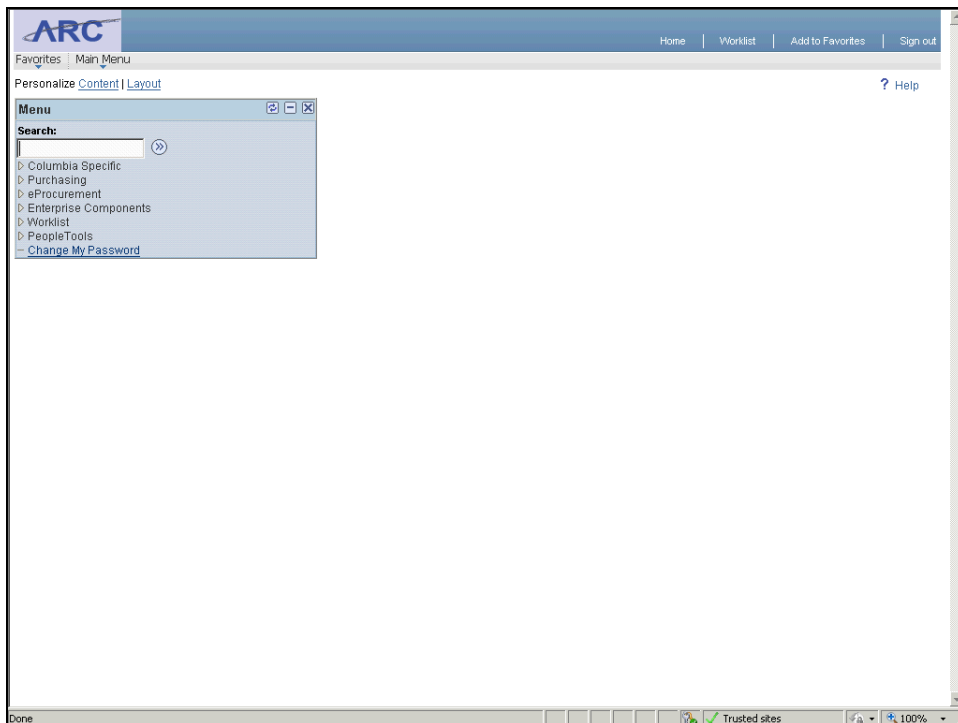 ARC
Home | Worklist | Add to Favorites | Sign out
Favorites Main Menu
Personalize Content | Layout
? Help
Menu
Search:
Columbia Specific
Purchasing
eProcurement
Enterprise Components
Worklist
PeopleTools
Change My Password
Done
Trusted sites
100%